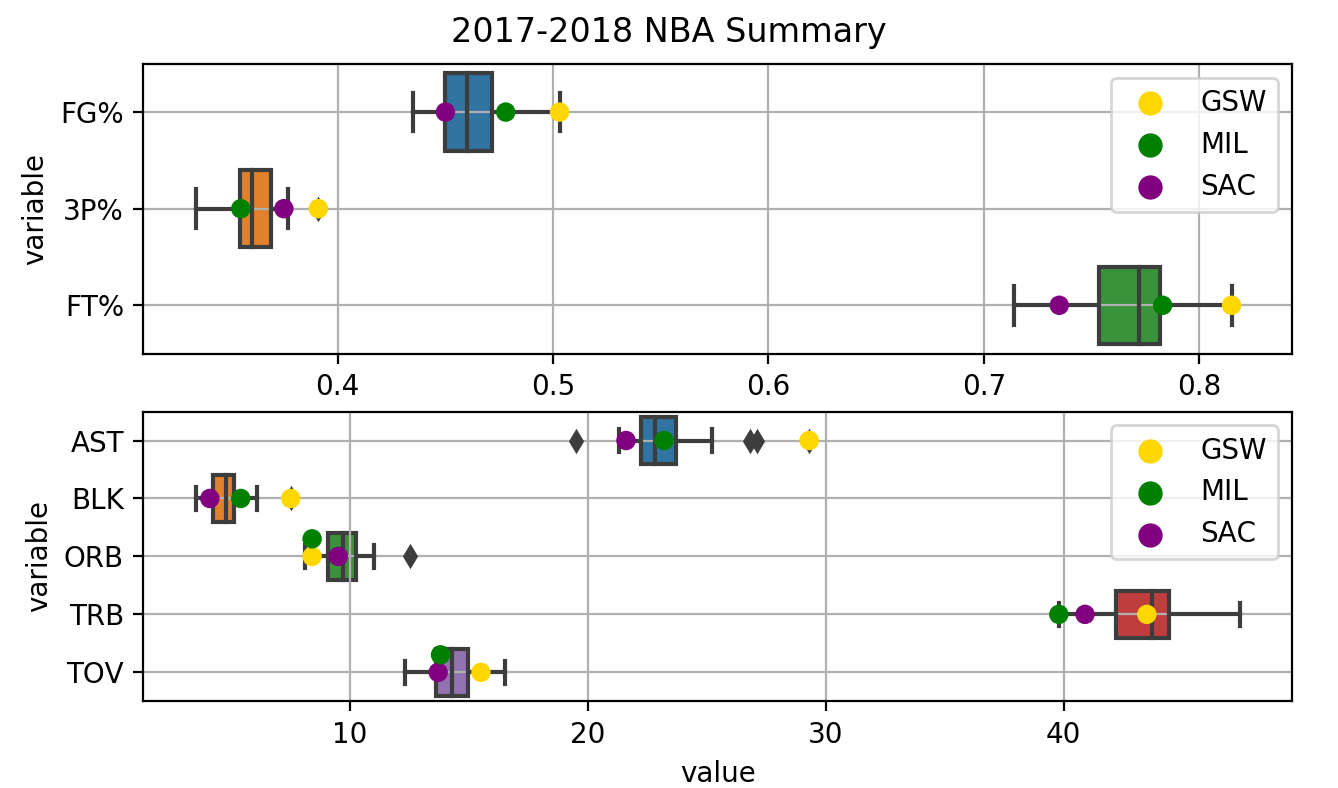 2017-2018 NBA Summary
variable
FG%
3P%
FT%
GSW
MIL
SAC
0.4 0.5 0.6 0.7 0.8
variable
AST
BLK
ORB
TRB
TOV
GSW
MIL
SAC
10 20 30 40
value